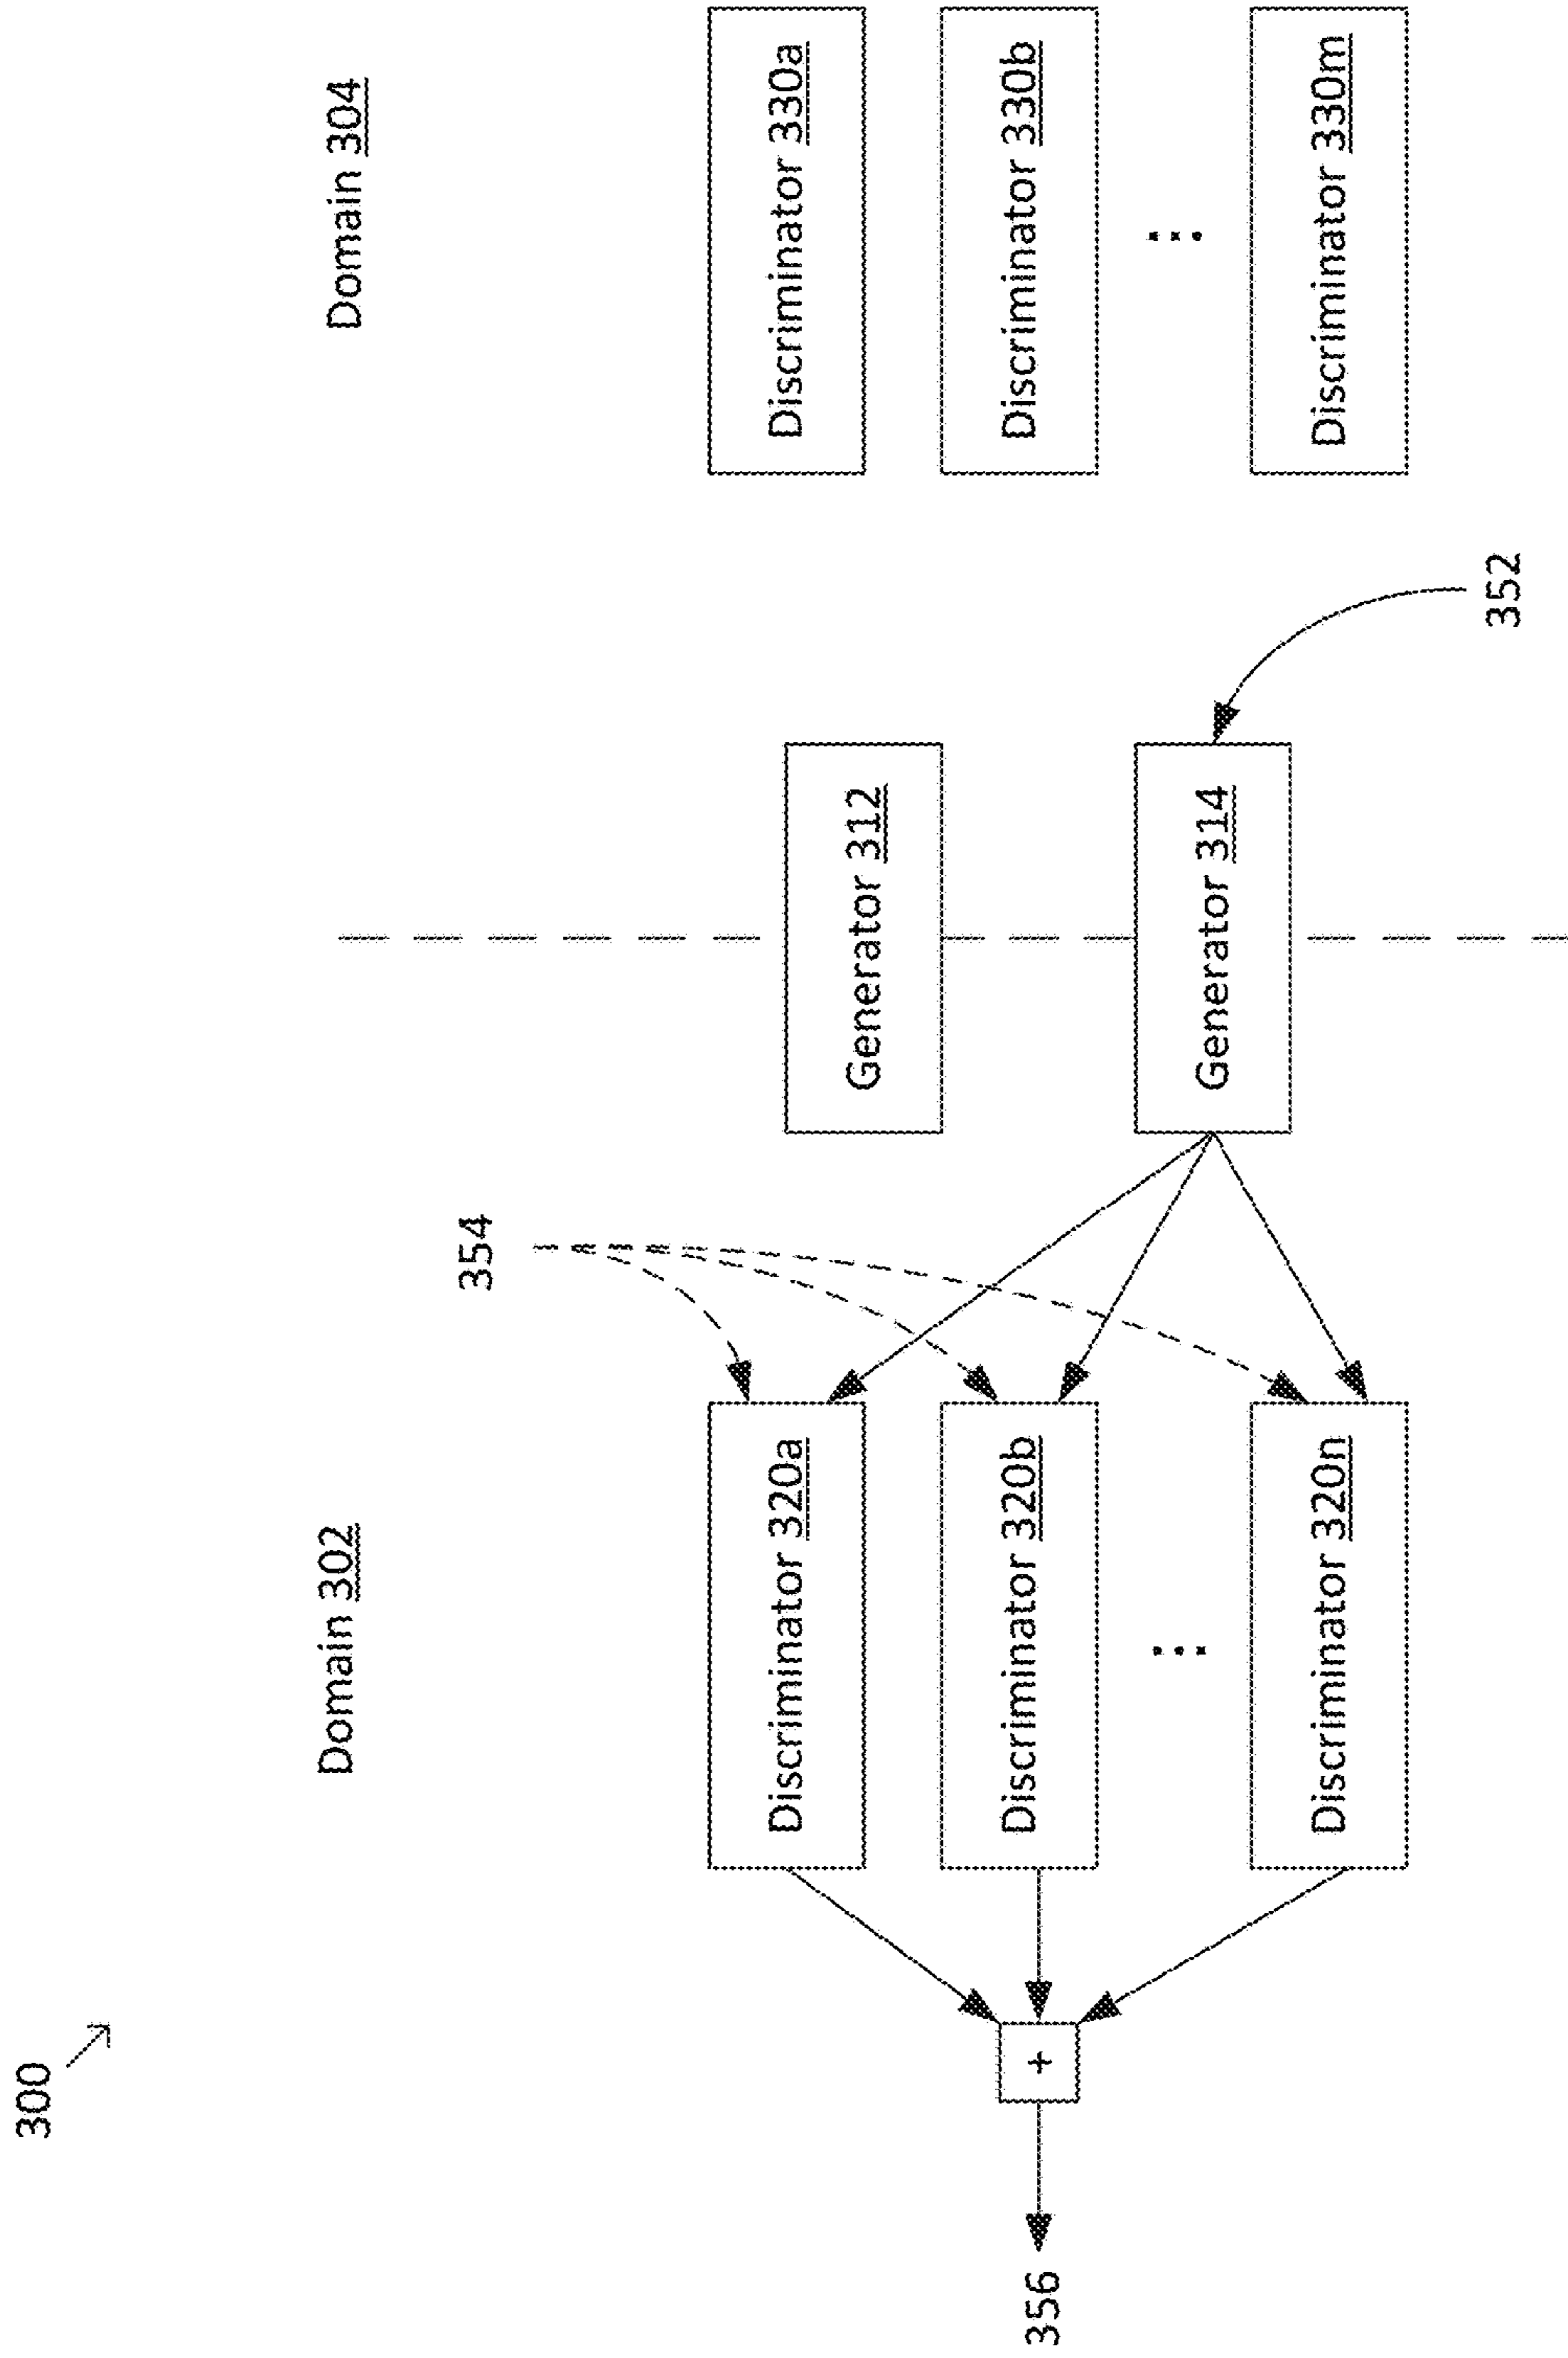 300
Domain 302
Domain 304
354
Discriminator 320a
Generator 312
Discriminator 330a
356
+
Discriminator 320b
Discriminator 330b
...
...
Generator 314
Discriminator 320n
Discriminator 330m
352